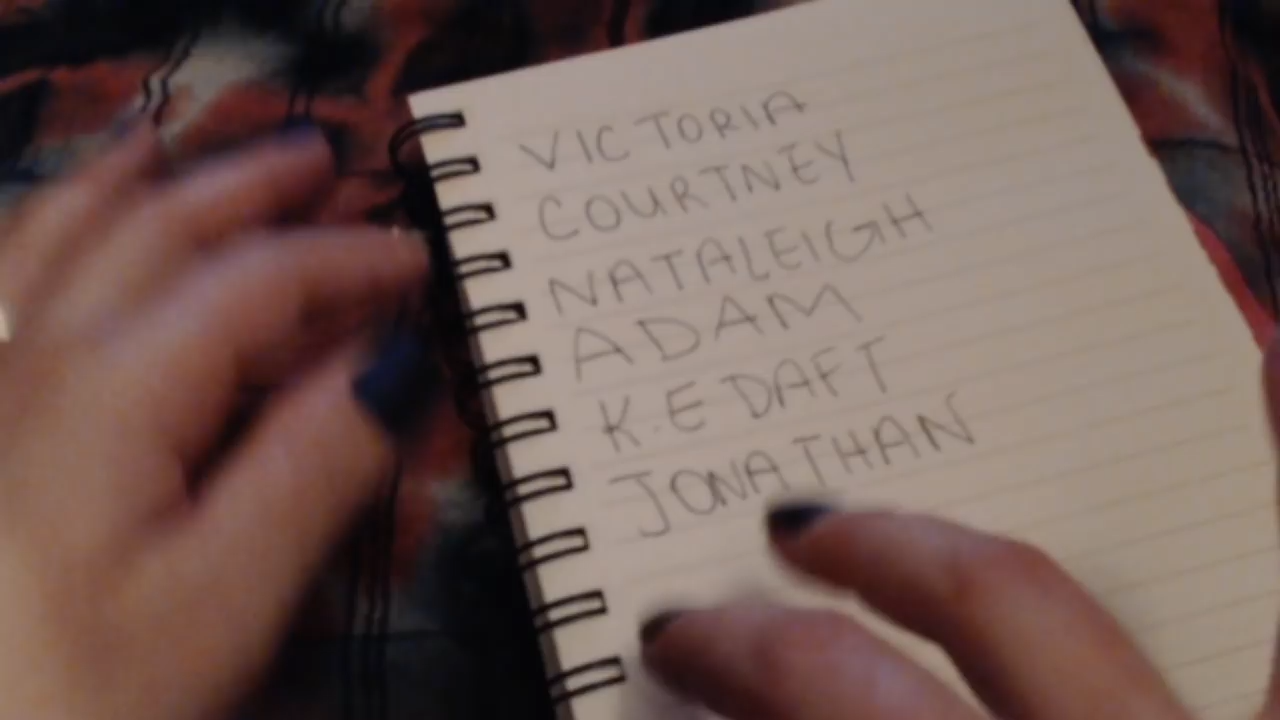 VICTORIA
COURTNEY
NATALEIGH
ADAM
K.E DAFT
JONATHAN